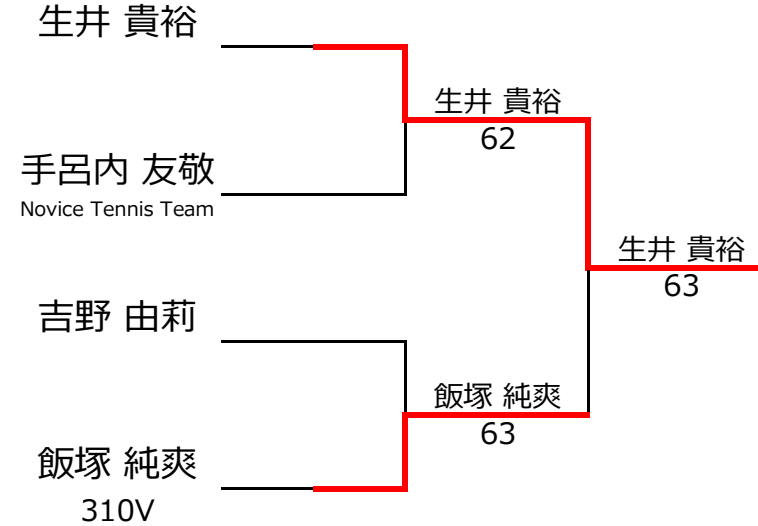 生井 貴裕
生井 貴裕
62
手呂内 友敬
Novice Tennis Team
生井 貴裕
63
吉野 由莉
飯塚 純爽
63
飯塚 純爽
310V